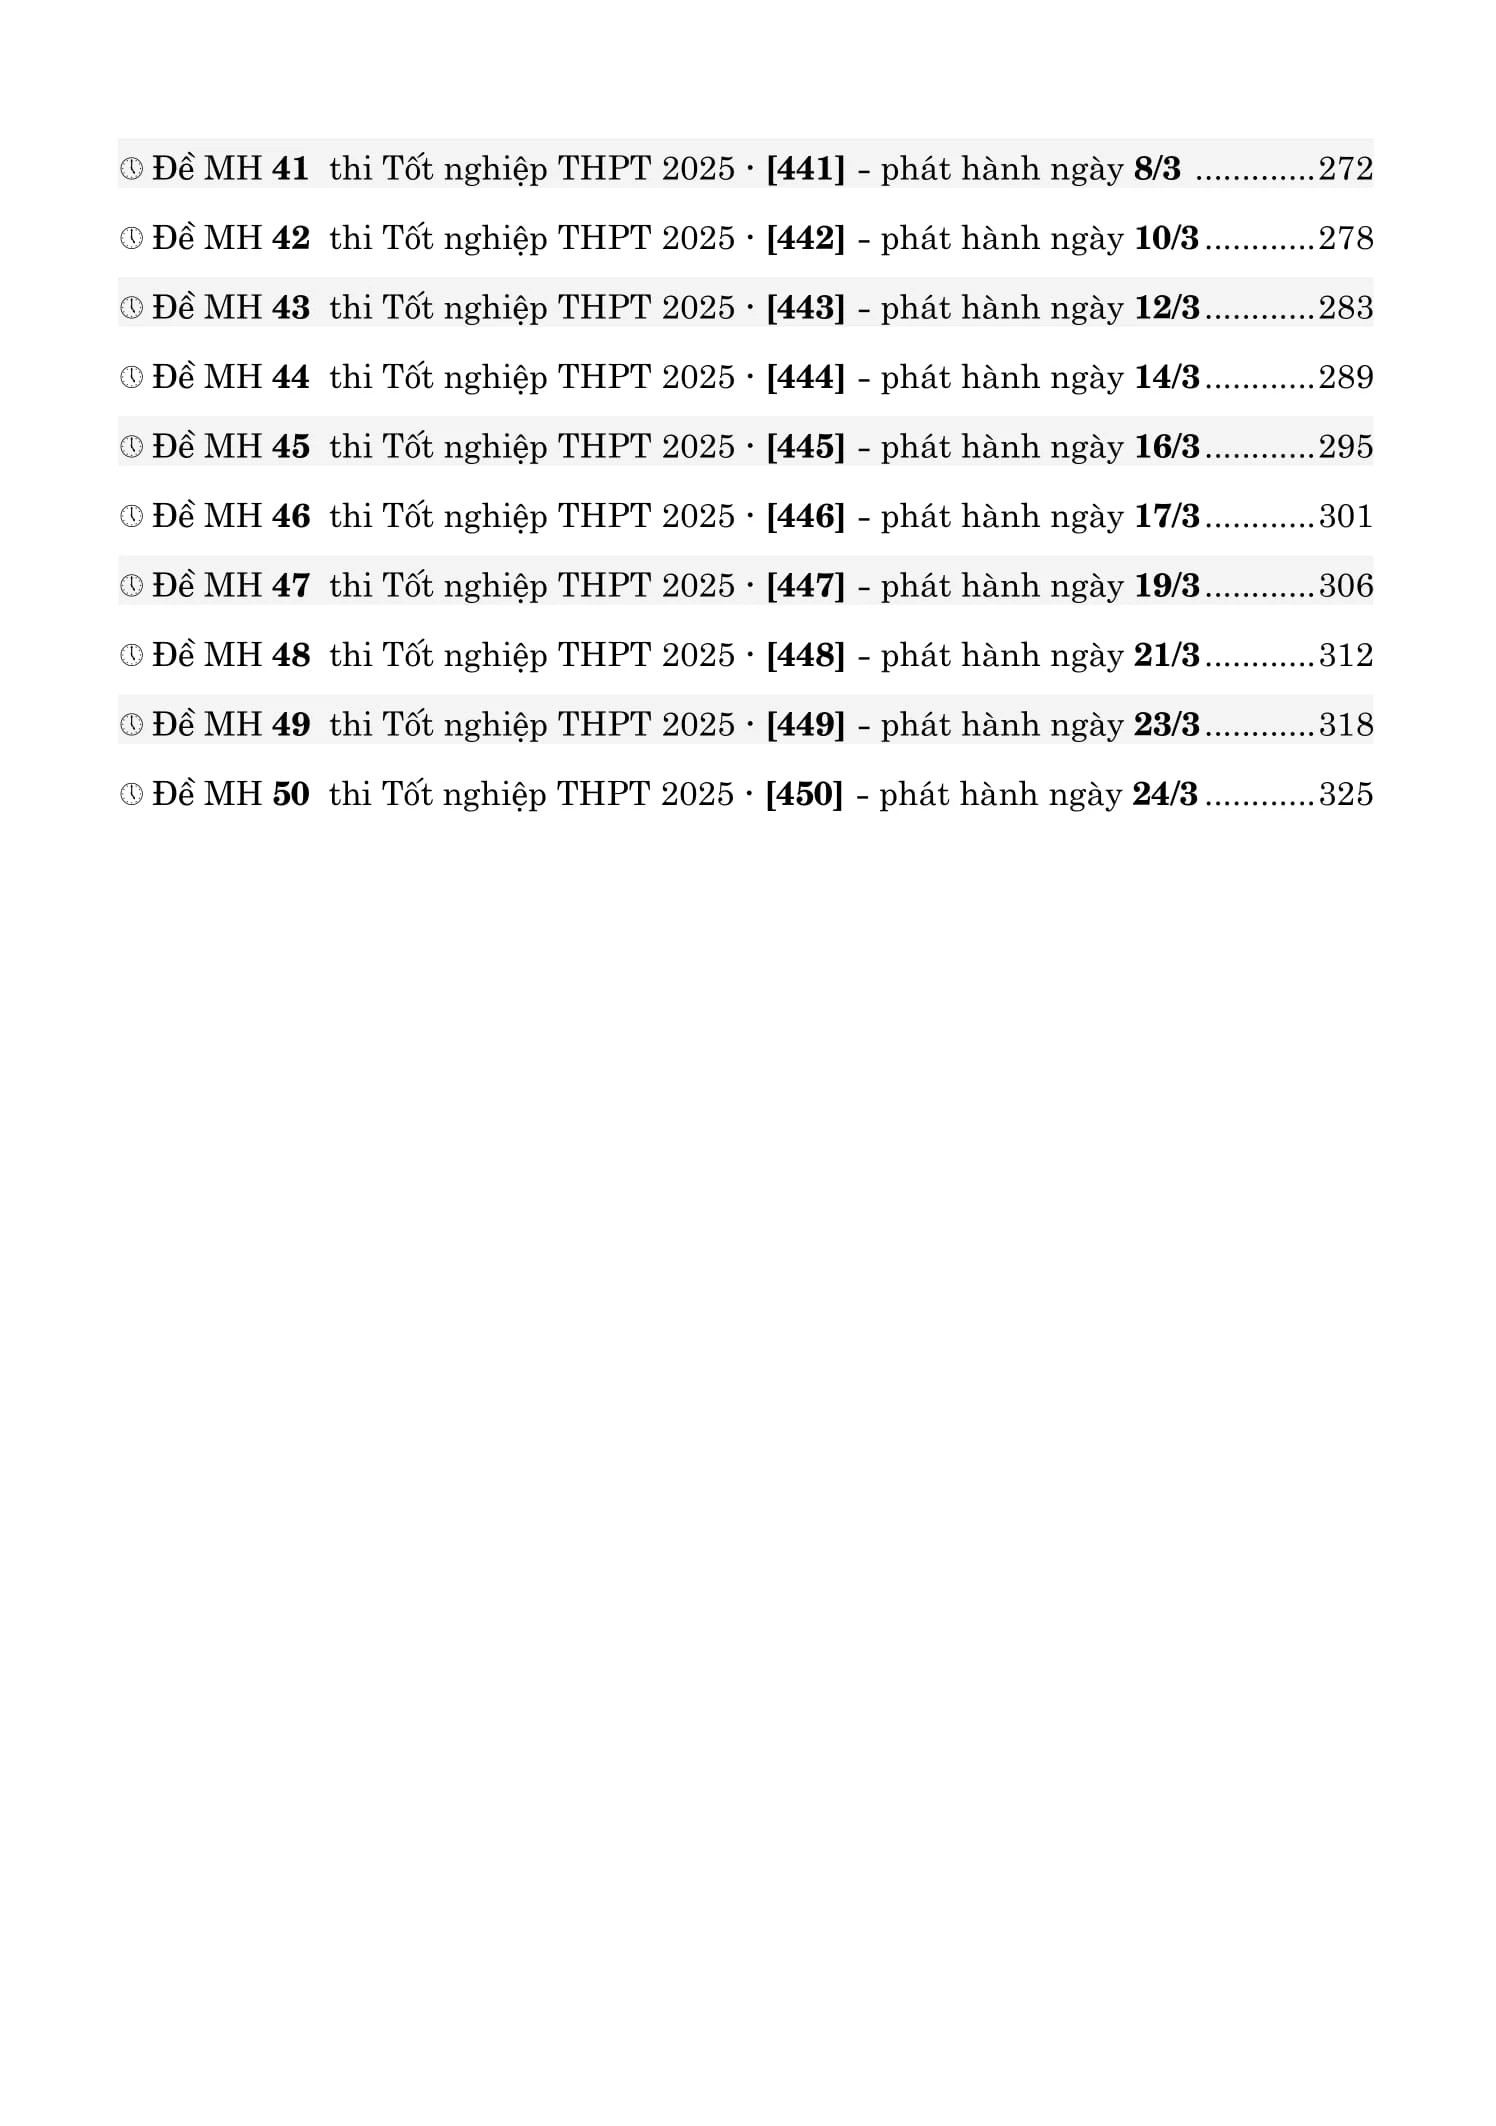 🕔 Đề MH 41 thi Tốt nghiệp THPT 2025 · [441] - phát hành ngày 8/3 .............272
🕔 Đề MH 42 thi Tốt nghiệp THPT 2025 · [442] - phát hành ngày 10/3............278
🕔 Đề MH 43 thi Tốt nghiệp THPT 2025 · [443] - phát hành ngày 12/3............283
🕔 Đề MH 44 thi Tốt nghiệp THPT 2025 · [444] - phát hành ngày 14/3............289
🕔 Đề MH 45 thi Tốt nghiệp THPT 2025 · [445] - phát hành ngày 16/3............295
🕔 Đề MH 46 thi Tốt nghiệp THPT 2025 · [446] - phát hành ngày 17/3............301
🕔 Đề MH 47 thi Tốt nghiệp THPT 2025 · [447] - phát hành ngày 19/3............306
🕔 Đề MH 48 thi Tốt nghiệp THPT 2025 · [448] - phát hành ngày 21/3............312
🕔 Đề MH 49 thi Tốt nghiệp THPT 2025 · [449] - phát hành ngày 23/3............318
🕔 Đề MH 50 thi Tốt nghiệp THPT 2025 · [450] - phát hành ngày 24/3............325